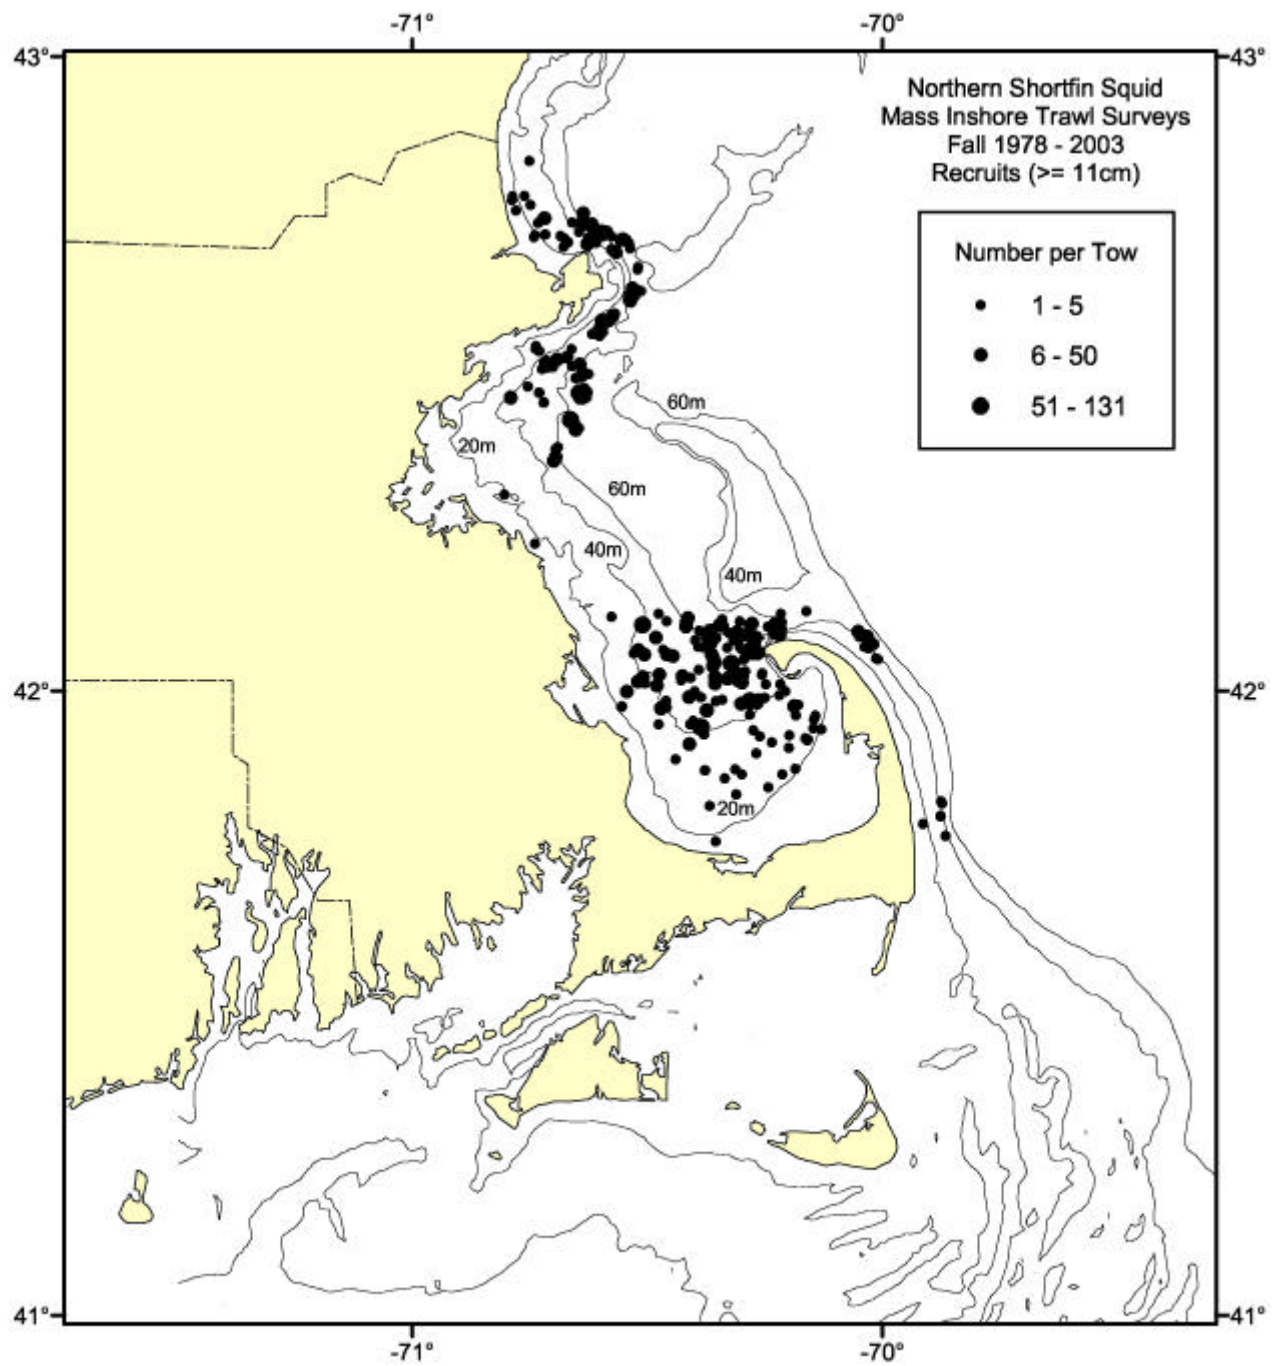 -71° -70°
43° 43°
Northern Shortfin Squid
Mass Inshore Trawl Surveys
Fall 1978 - 2003
Recruits (>= 11cm)
Number per Tow
1 - 5
6 - 50
51 - 131
60m
20m
60m
40m
40m
42° 42°
20m
41° 41°
-71° -70°